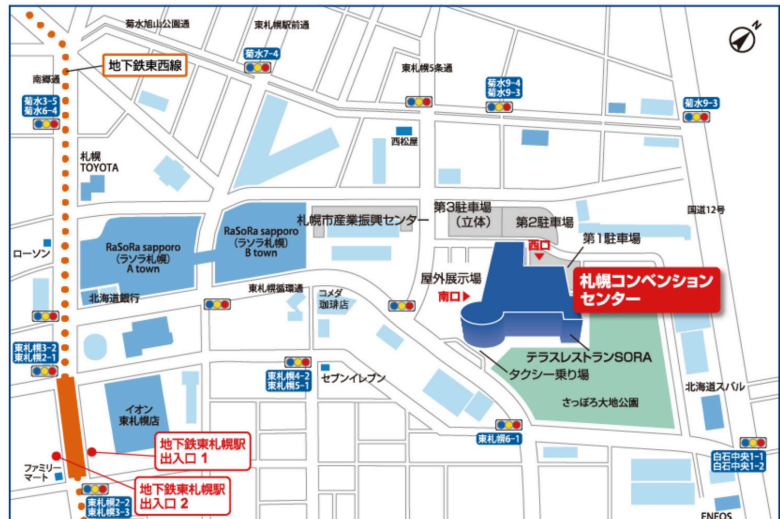 菊水旭山公園通
東札幌駅前通
N
地下鉄東西線
菊水7-4
東札幌5条通
南郷通
菊水3-5
菊水6-4
菊水9-4
菊水9-3
菊水9-3
札幌
TOYOTA
西松屋
第3駐車場
(立体)
第2駐車場
国道12号
札幌市産業振興センター
RaSoRa sapporo
(ラソラ札幌)
A town
RaSoRa sapporo
(ラソラ札幌)
B town
第1駐車場
西口
ローソン
屋外展示場
南口
札幌コンベンション
センター
北海道銀行
東札幌循環通
コメダ
珈琲店
東札幌3-2
東札幌2-1
東札幌4-2
東札幌5-1
セブンイレブン
テラスレストランSORA
タクシー乗り場
さっぽろ大地公園
北海道スバル
イオン
東札幌店
東札幌6-1
地下鉄東札幌駅
出入口 1
白石中央1-1
白石中央1-2
ファミリー
マート
地下鉄東札幌駅
出入口 2
東札幌2-2
東札幌3-3
ENEOS